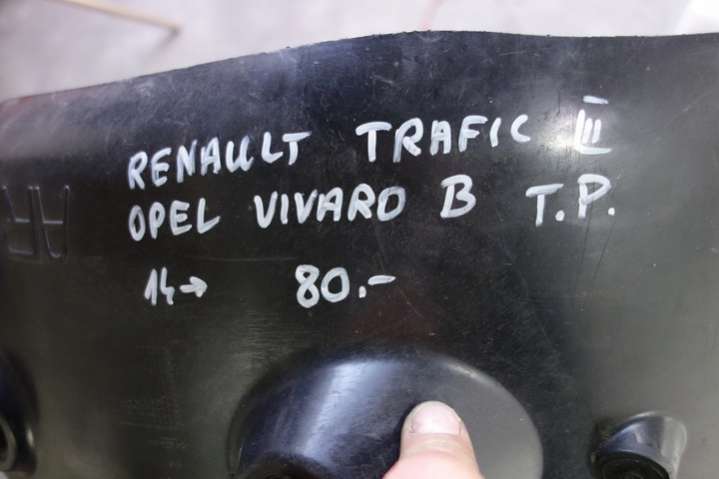 RENAULT TRAFIC III
OPEL VIVARO B T.P.
14→ 80.-